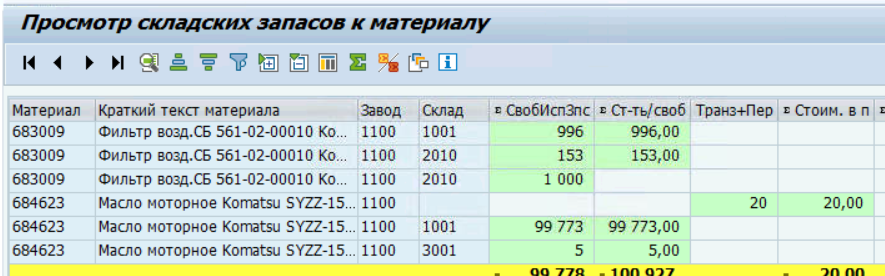 Просмотр складских запасов к материалу
Материал Краткий текст материала Завод Склад СвобИспЗпс Ст-ть/своб Транз+Пер Стоим. в п
683009 Фильтр возд.СБ 561-02-00010 Ko... 1100 1001 996 996,00
683009 Фильтр возд.СБ 561-02-00010 Ko... 1100 2010 153 153,00
683009 Фильтр возд.СБ 561-02-00010 Ko... 1100 2010 1 000
684623 Масло моторное Komatsu SYZZ-15... 1100 20 20,00
684623 Масло моторное Komatsu SYZZ-15... 1100 1001 99 773 99 773,00
684623 Масло моторное Komatsu SYZZ-15... 1100 3001 5 5,00
99 778 100 927 20,00